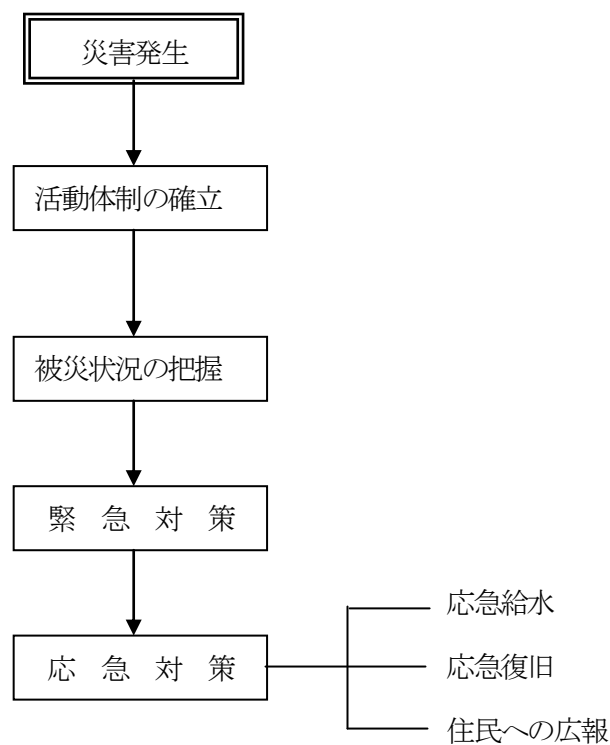 災害発生
活動体制の確立
被災状況の把握
緊 急 対 策
応 急 対 策
応急給水
応急復旧
住民への広報